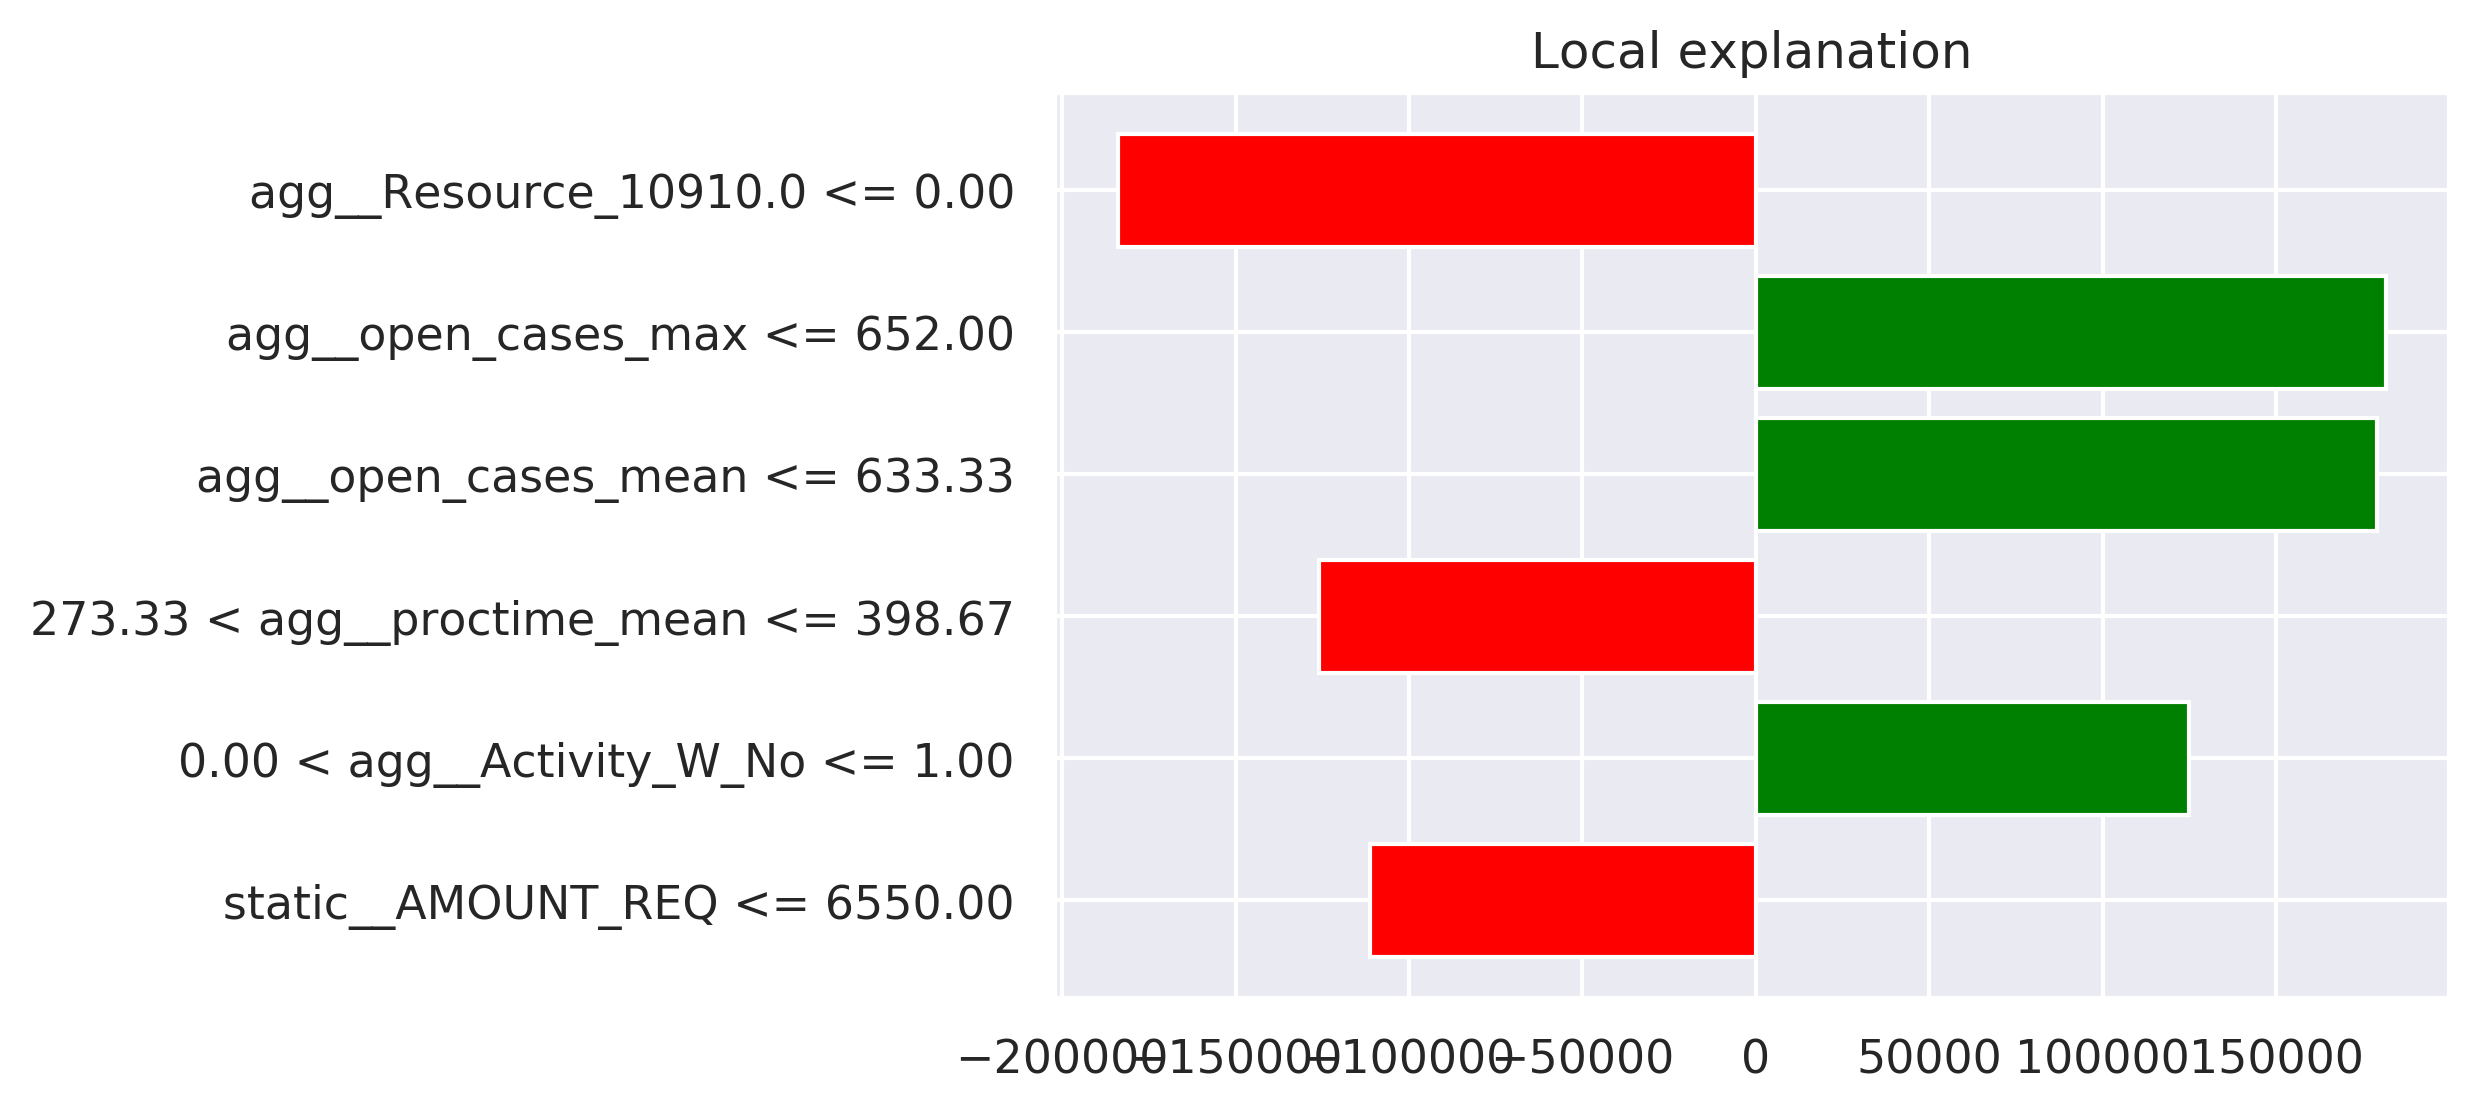 Local explanation
agg__Resource_10910.0 <= 0.00
agg__open_cases_max <= 652.00
agg__open_cases_mean <= 633.33
273.33 < agg__proctime_mean <= 398.67
0.00 < agg__Activity_W_No <= 1.00
static__AMOUNT_REQ <= 6550.00
−200000 −150000 −100000 −50000 0 50000 100000 150000